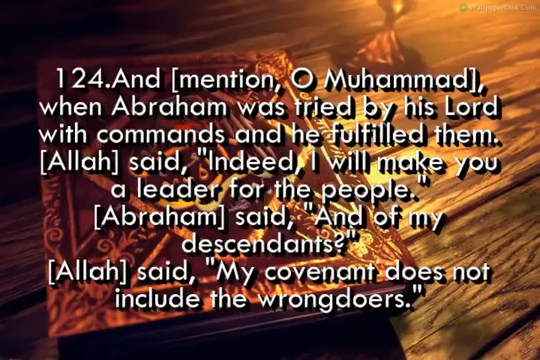 WallpapersDisk.Com
124.And [mention, O Muhammad],
when Abraham was tried by his Lord
with commands and he fulfilled them.
[Allah] said, "Indeed, I will make you
a leader for the people."
[Abraham] said, "And of my
descendants?"
[Allah] said, "My covenant does not
include the wrongdoers."